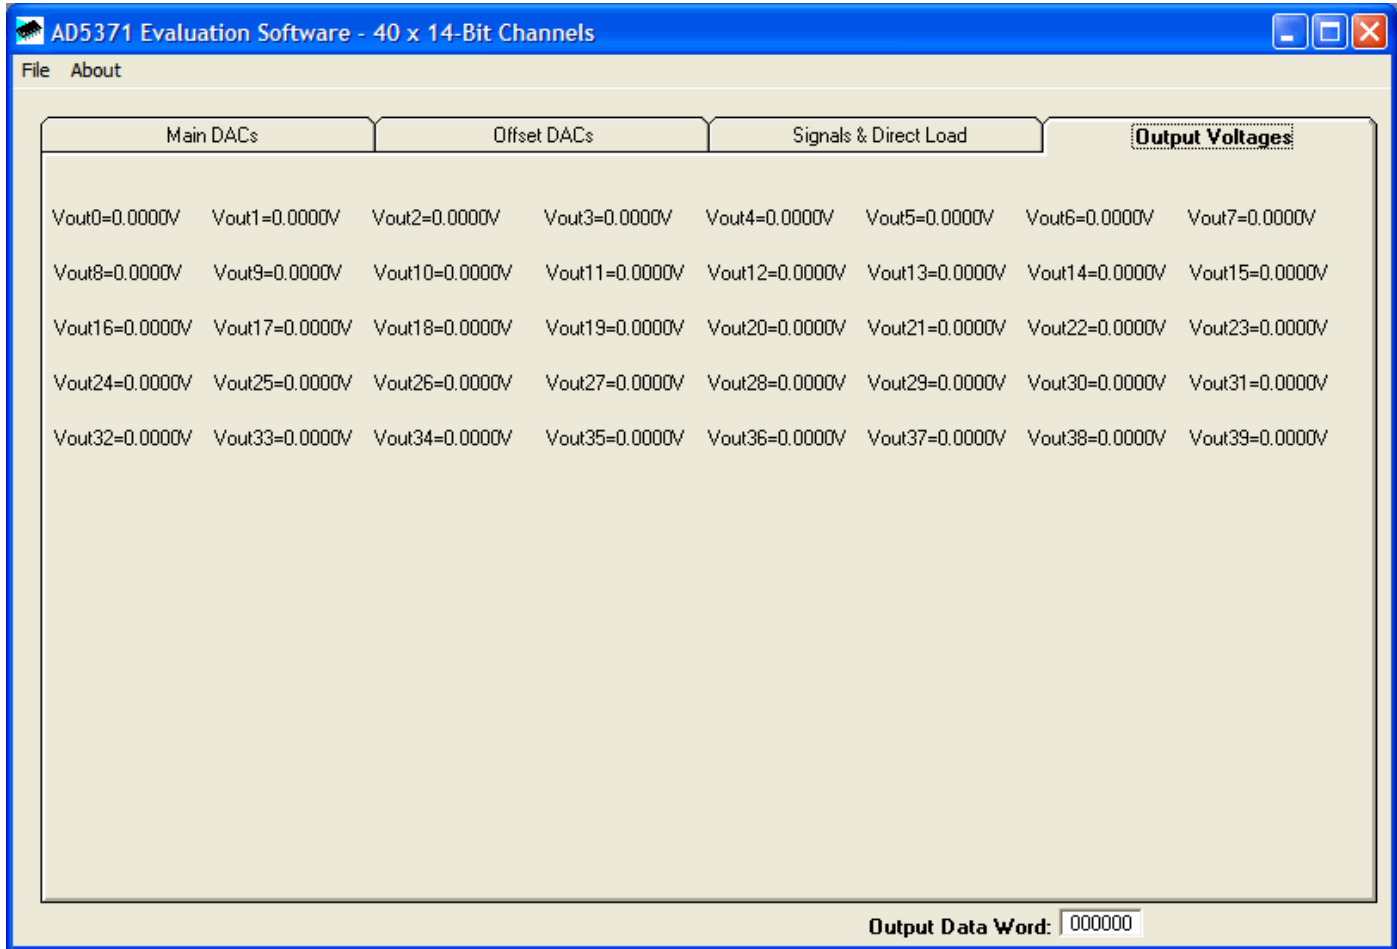 AD5371 Evaluation Software - 40 x 14-Bit Channels
File About
Main DACs Offset DACs Signals & Direct Load Output Voltages
Vout0=0.0000V Vout1=0.0000V Vout2=0.0000V Vout3=0.0000V Vout4=0.0000V Vout5=0.0000V Vout6=0.0000V Vout7=0.0000V
Vout8=0.0000V Vout9=0.0000V Vout10=0.0000V Vout11=0.0000V Vout12=0.0000V Vout13=0.0000V Vout14=0.0000V Vout15=0.0000V
Vout16=0.0000V Vout17=0.0000V Vout18=0.0000V Vout19=0.0000V Vout20=0.0000V Vout21=0.0000V Vout22=0.0000V Vout23=0.0000V
Vout24=0.0000V Vout25=0.0000V Vout26=0.0000V Vout27=0.0000V Vout28=0.0000V Vout29=0.0000V Vout30=0.0000V Vout31=0.0000V
Vout32=0.0000V Vout33=0.0000V Vout34=0.0000V Vout35=0.0000V Vout36=0.0000V Vout37=0.0000V Vout38=0.0000V Vout39=0.0000V
Output Data Word: 000000